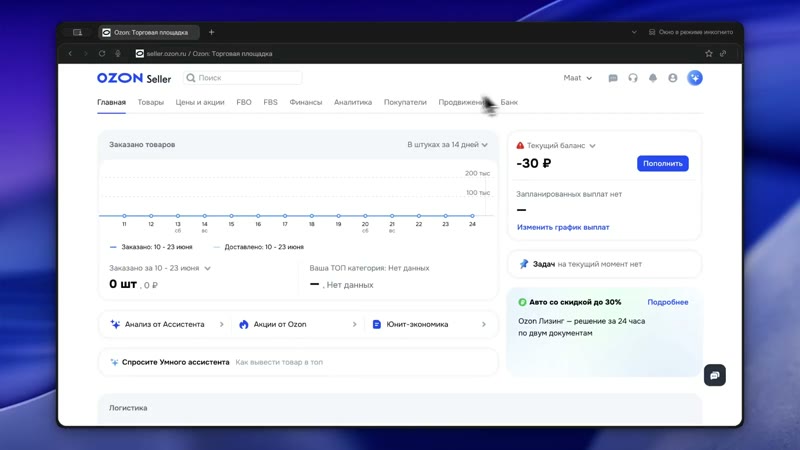 Ozon: Торговая площадка
Окно в режиме инкогнито
seller.ozon.ru / Ozon: Торговая площадка
OZON Seller
Поиск
Maat
Главная Товары Цены и акции FBO FBS Финансы Аналитика Покупатели Продвижение Банк
Заказано товаров
В штуках за 14 дней
200 тыс
100 тыс
11 12 13 14 15 16 17 18 19 20 21 22 23 24
сб вс сб вс
Заказано: 10 - 23 июня
Доставлено: 10 - 23 июня
Заказано за 10 - 23 июня
0 шт , 0 ₽
Ваша ТОП категория: Нет данных
— , Нет данных
Анализ от Ассистента
Акции от Ozon
Юнит-экономика
Спросите Умного ассистента Как вывести товар в топ
Логистика
Текущий баланс
-30 ₽
Пополнить
Запланированных выплат нет
—
Изменить график выплат
Задач на текущий момент нет
Авто со скидкой до 30%
Подробнее
Ozon Лизинг — решение за 24 часа
по двум документам